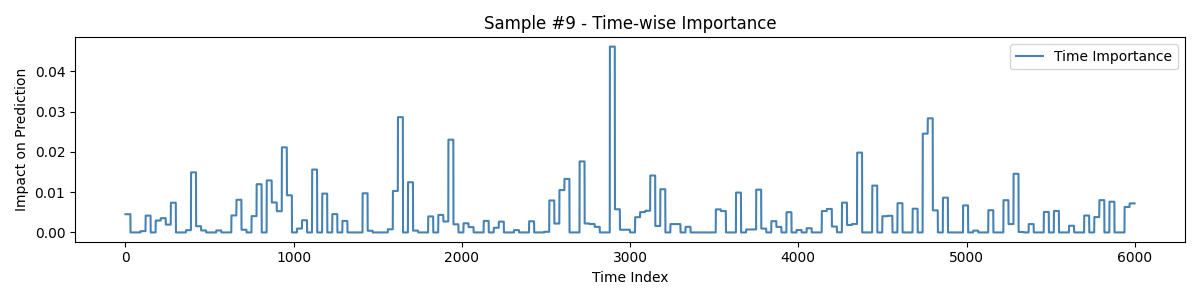 Sample #9 - Time-wise Importance
Impact on Prediction
0.04
0.03
0.02
0.01
0.00
Time Importance
0 1000 2000 3000 4000 5000 6000
Time Index